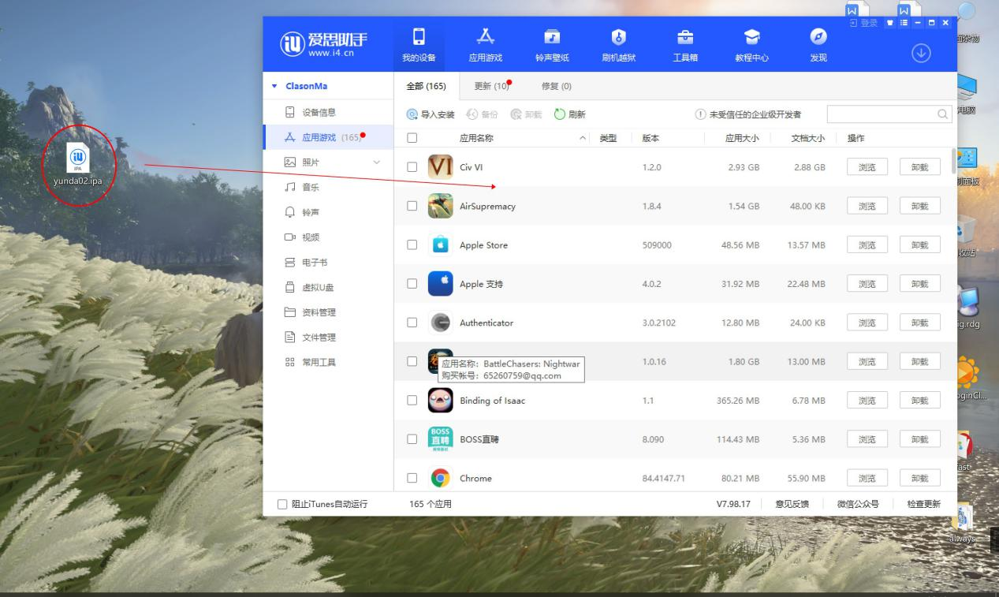 登录
爱思助手
www.i4.cn
我的设备
应用游戏
铃声壁纸
刷机越狱
工具箱
教程中心
发现
IPA
yunda02.ipa
ClasonMa
设备信息
应用游戏 (165)
照片
音乐
铃声
视频
电子书
虚拟U盘
资料管理
文件管理
常用工具
全部 (165) 更新 (10) 修复 (0)
导入安装 备份 卸载 刷新 未受信任的企业级开发者
应用名称 类型 版本 应用大小 文档大小 操作
Civ VI 1.2.0 2.93 GB 2.88 GB 浏览 卸载
AirSupremacy 1.8.4 1.54 GB 48.00 KB 浏览 卸载
Apple Store 509000 48.56 MB 13.57 MB 浏览 卸载
Apple 支持 4.0.2 31.92 MB 22.48 MB 浏览 卸载
Authenticator 3.0.2102 12.80 MB 24.00 KB 浏览 卸载
1.0.16 1.80 GB 13.00 MB 浏览 卸载
应用名称：BattleChasers: Nightwar
购买帐号：65260759@qq.com
Binding of Isaac 1.1 365.26 MB 6.78 MB 浏览 卸载
BOSS直聘 8.090 114.43 MB 5.36 MB 浏览 卸载
Chrome 84.4147.71 80.21 MB 55.90 MB 浏览 卸载
阻止iTunes自动运行 165 个应用 V7.98.17 意见反馈 微信公众号 检查更新
always